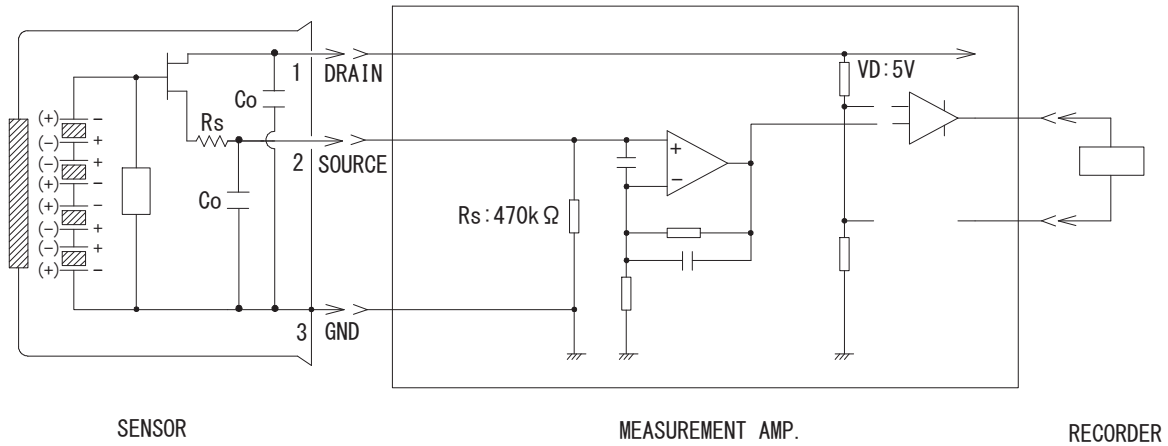 1 DRAIN
Co
Rs
2 SOURCE
Co
3 GND
(+) -
(-) +
(-) +
(+) -
(+) -
(-) +
(-) +
(+) -
VD:5V
+
-
Rs:470kΩ
SENSOR
MEASUREMENT AMP.
RECORDER